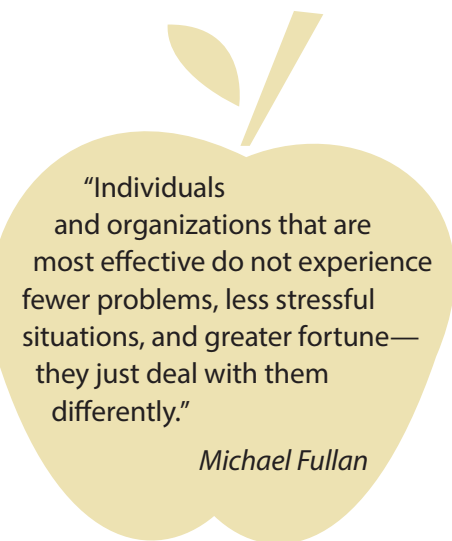 “Individuals
and organizations that are
most effective do not experience
fewer problems, less stressful
situations, and greater fortune—
they just deal with them
differently.”
Michael Fullan